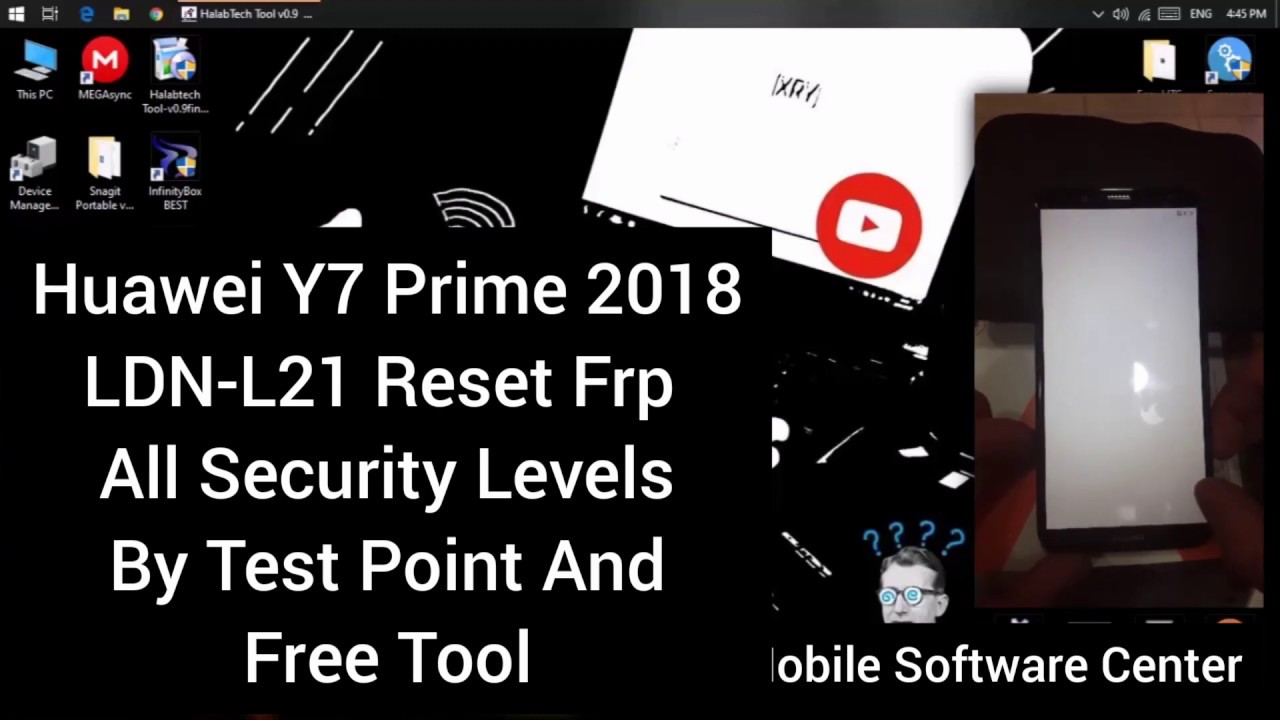 HalabTech Tool v0.9 ...
ENG
4:45 PM
This PC
MEGAsync
Halabtech
Tool-v0.9fin...
Device
Manage...
Snagit
Portable v...
InfinityBox
BEST
Huawei Y7 Prime 2018
LDN-L21 Reset Frp
All Security Levels
By Test Point And
Free Tool
? ? ? ?
obile Software Center